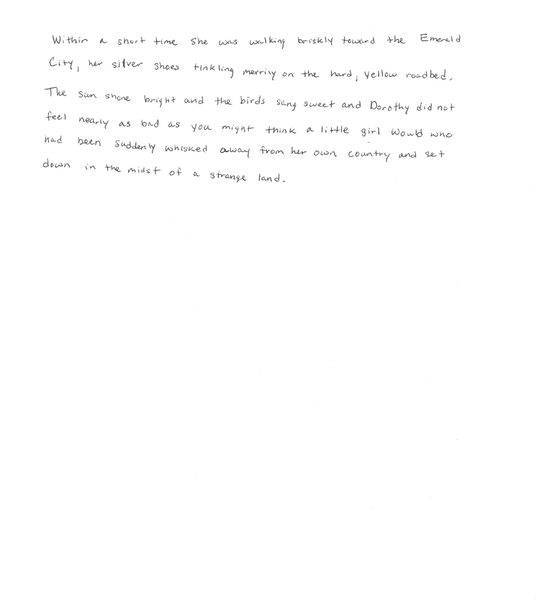 Within a short time she was walking briskly toward the Emerald
City, her silver shoes tinkling merrily on the hard, yellow roadbed.
The sun shone bright and the birds sang sweet and Dorothy did not
feel nearly as bad as you might think a little girl would who
had been suddenly whisked away from her own country and set
down in the midst of a strange land.